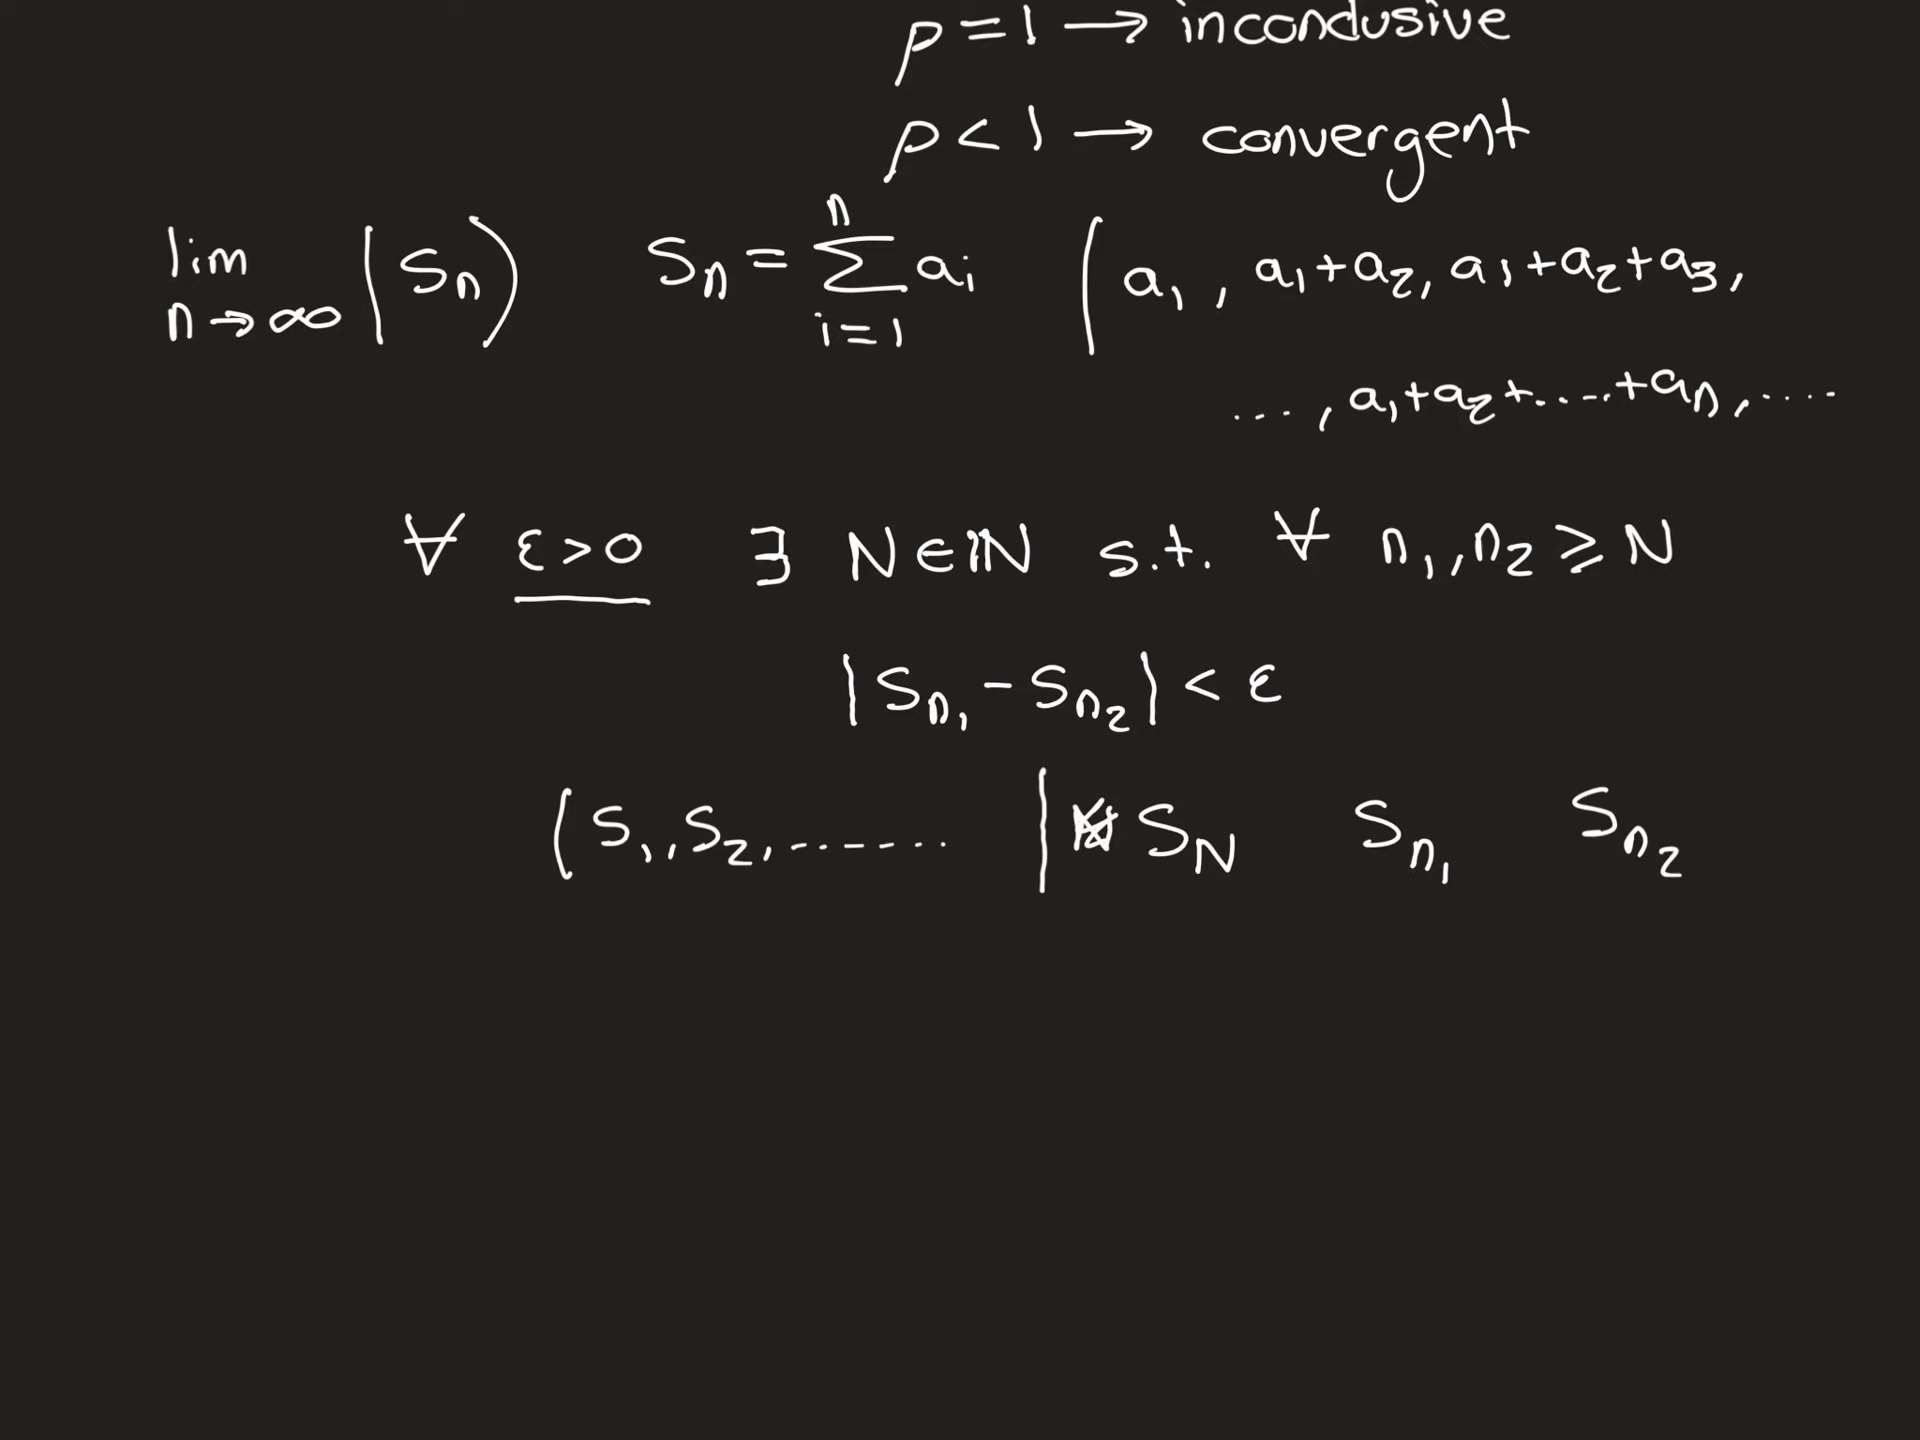 p = 1 → inconclusive
p < 1 → convergent
lim n→∞ (Sn) Sn = n Σ i=1 ai (a1, a1+a2, a1+a2+a3,
..., a1+a2+.....+an, ....
∀ ε>0 ∃ N∈ℕ s.t. ∀ n1, n2 ≥ N
|Sn1 - Sn2| < ε
(S1, S2, ....... | SN Sn1 Sn2